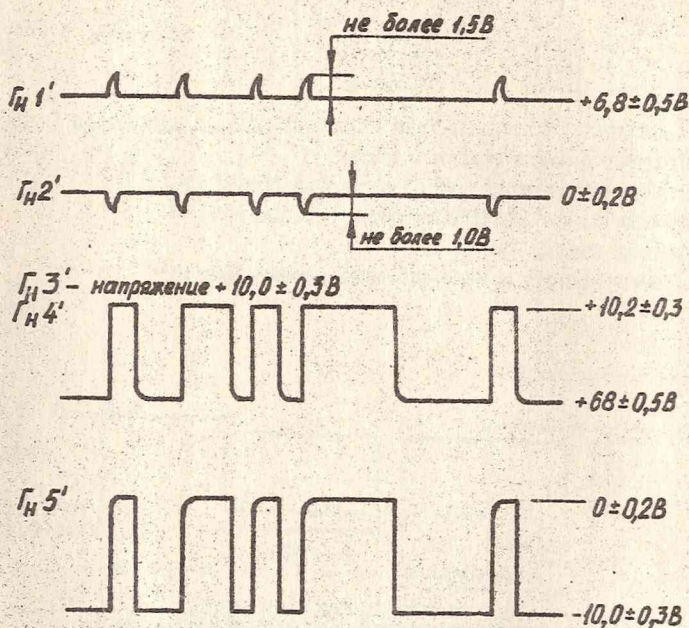 не более 1,5В
Гн 1'
+6,8±0,5В
Гн2'
0±0,2В
не более 1,0В
Гн 3' - напряжение +10,0±0,3В
Гн 4'
+10,2±0,3
+68±0,5В
Гн 5'
0±0,2В
-10,0±0,3В